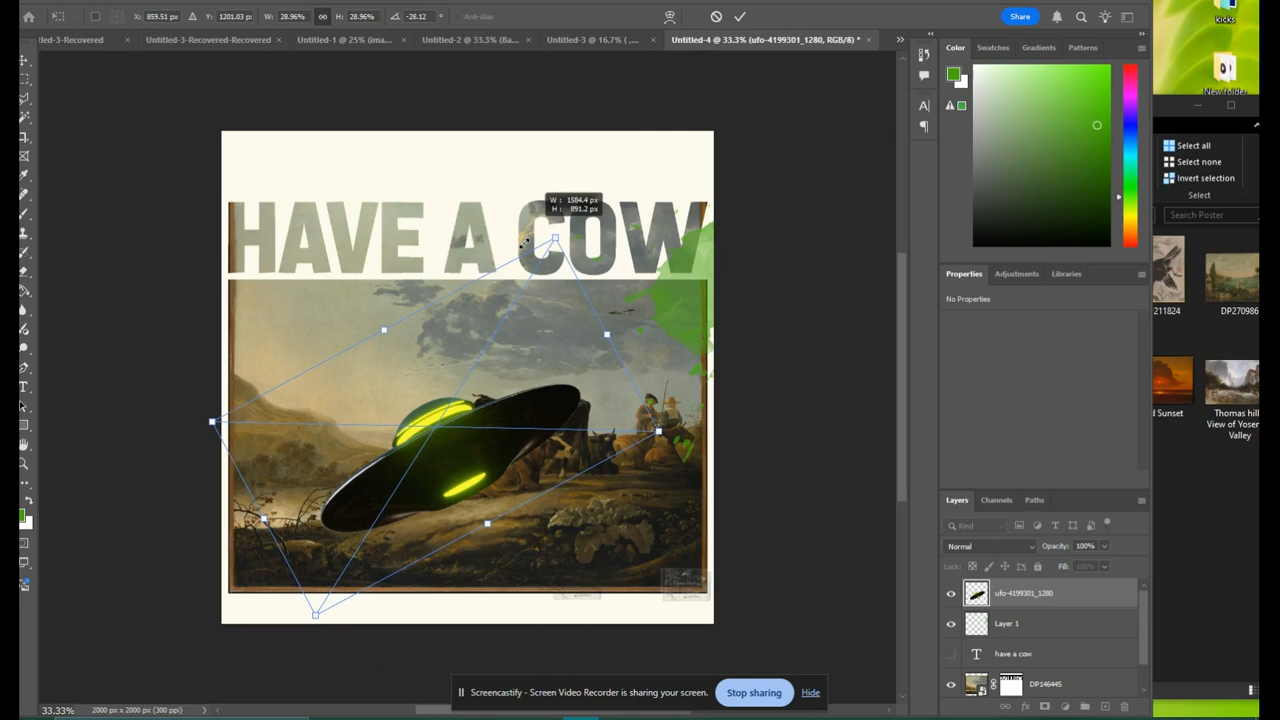 kicks
X: 859.51 px Y: 1201.03 px W: 28.96% H: 28.96% -28.12 Anti-alias Share
Untitled-3-Recovered-Recovered Untitled-1 @ 25% (ima... Untitled-2 @ 33.3% (Ba... Untitled-3 @ 16.7% ( ,... Untitled-4 @ 33.3% (ufo-4199301_1280, RGB/8) *
Color Swatches Gradients Patterns
New folder
Select all
Select none
Invert selection
Select
Search Poster
W : 1584.4 px
H : 891.2 px
HAVE A COW
Properties Adjustments Libraries
No Properties
211824 DP270986
d Sunset Thomas hill
View of Yosen
Valley
Layers Channels Paths
Kind
Normal Opacity: 100%
Lock: Fill: 100%
ufo-4199301_1280
Layer 1
have a cow
DP146445
Screencastify - Screen Video Recorder is sharing your screen. Stop sharing Hide
33.33% 2000 px x 2000 px (300 ppi)